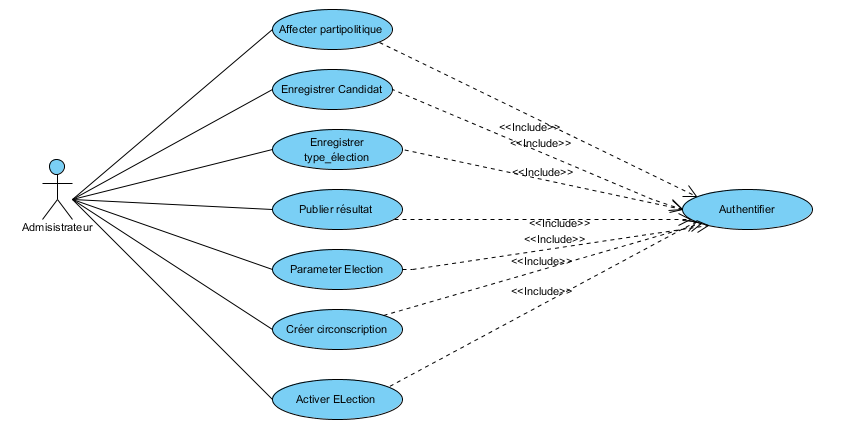 Affecter partipolitique
Enregistrer Candidat
<<Include>>
<<Include>>
Enregistrer
type_élection
<<Include>>
Publier résultat
Authentifier
Admisistrateur
<<Include>>
<<Include>>
Parameter Election
<<Include>>
<<Include>>
Créer circonscription
Activer ELection